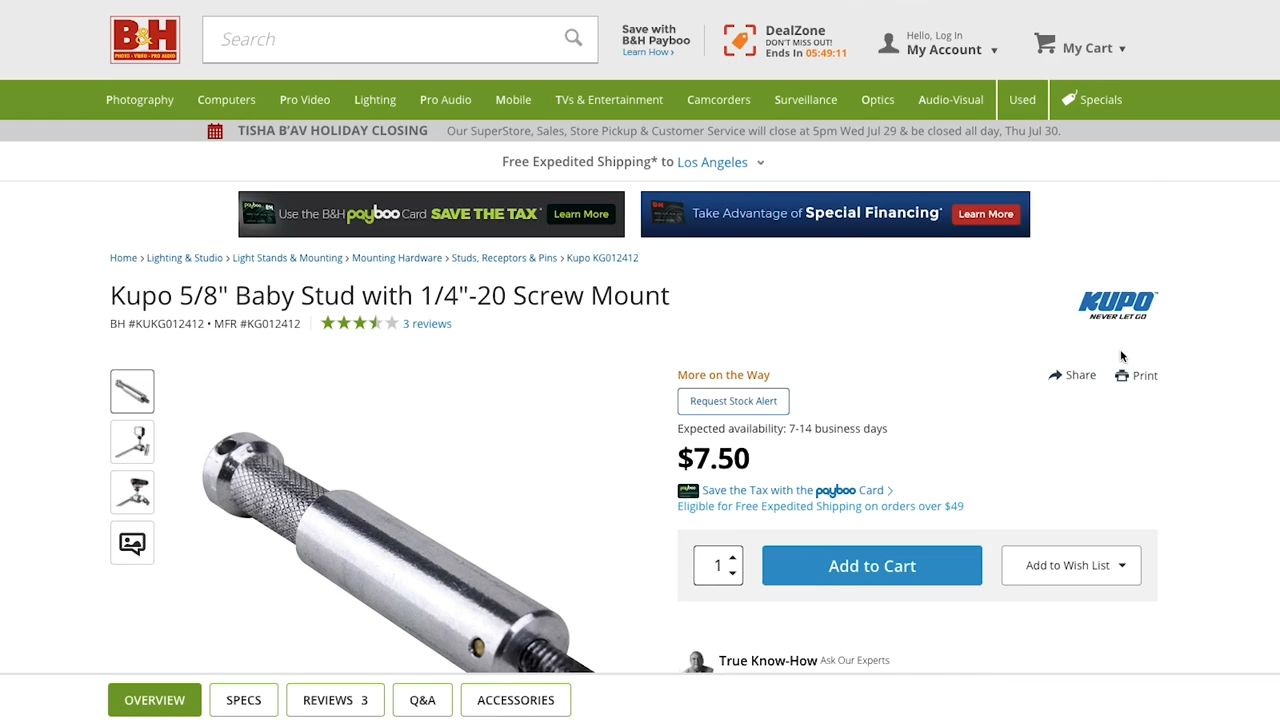 B&H
PHOTO • VIDEO • PRO AUDIO
Search
Save with
B&H Payboo
Learn How ›
DealZone
DON'T MISS OUT!
Ends In 05:49:11
Hello, Log In
My Account
My Cart
Photography Computers Pro Video Lighting Pro Audio Mobile TVs & Entertainment Camcorders Surveillance Optics Audio-Visual Used Specials
TISHA B'AV HOLIDAY CLOSING Our SuperStore, Sales, Store Pickup & Customer Service will close at 5pm Wed Jul 29 & be closed all day, Thu Jul 30.
Free Expedited Shipping* to Los Angeles
Use the B&H payboo Card SAVE THE TAX* Learn More
Take Advantage of Special Financing* Learn More
Home › Lighting & Studio › Light Stands & Mounting › Mounting Hardware › Studs, Receptors & Pins › Kupo KG012412
Kupo 5/8" Baby Stud with 1/4"-20 Screw Mount
BH #KUKG012412 • MFR #KG012412 3 reviews
KUPO
NEVER LET GO
More on the Way
Share Print
Request Stock Alert
Expected availability: 7-14 business days
$7.50
Save the Tax with the payboo Card
Eligible for Free Expedited Shipping on orders over $49
1 Add to Cart Add to Wish List
True Know-How Ask Our Experts
OVERVIEW SPECS REVIEWS 3 Q&A ACCESSORIES